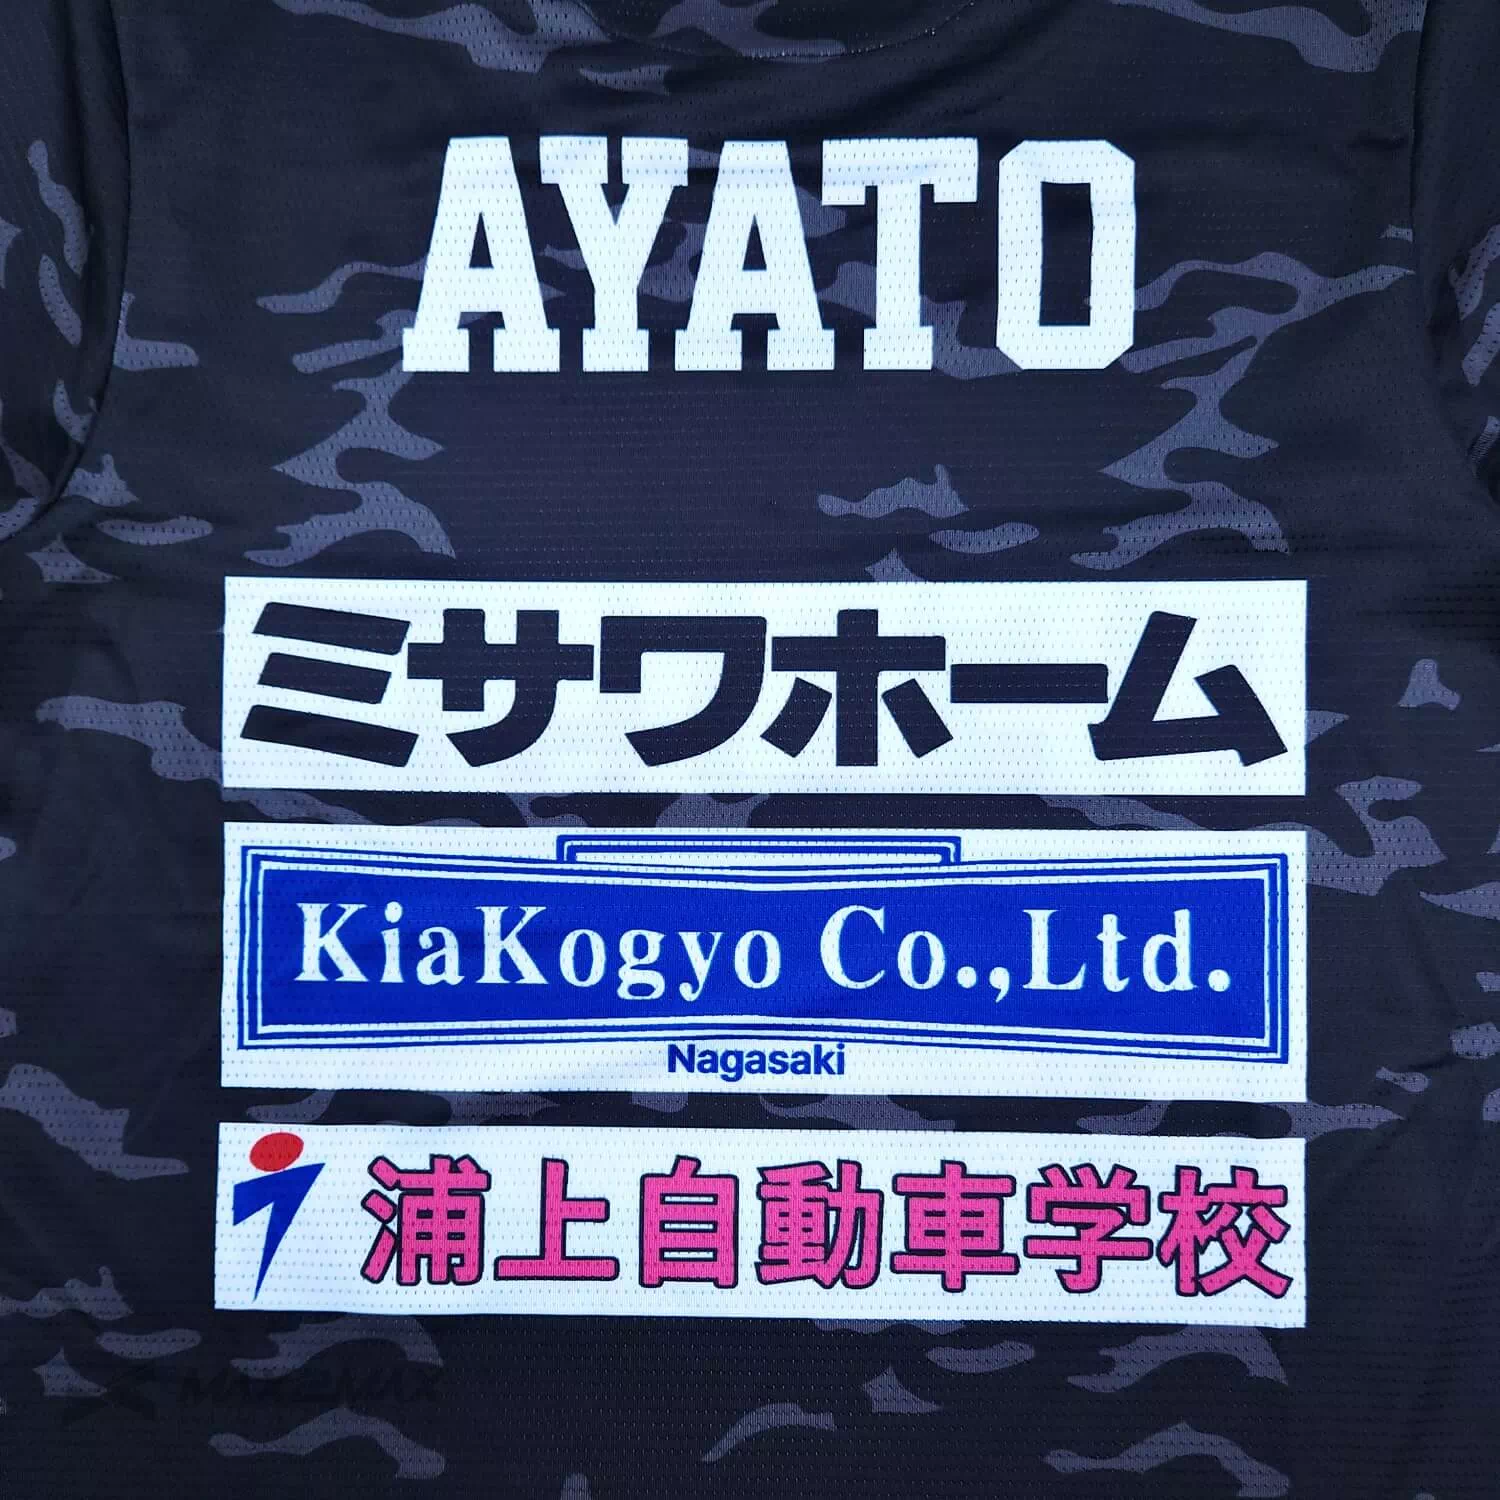 AYATO
ミサワホーム
KiaKogyo Co.,Ltd.
Nagasaki
浦上自動車学校